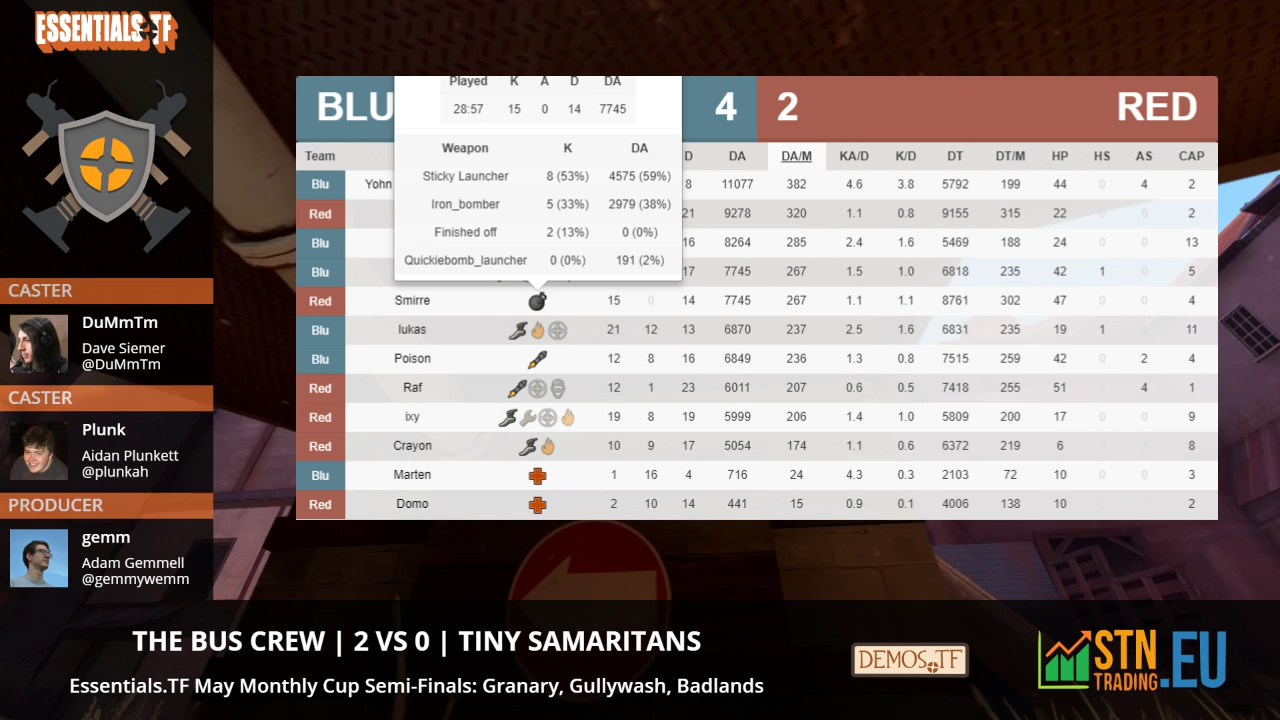 ESSENTIALS.TF
CASTER
DuMmTm
Dave Siemer
@DuMmTm
CASTER
Plunk
Aidan Plunkett
@plunkah
PRODUCER
gemm
Adam Gemmell
@gemmywemm
BLU 4 2 RED
Played K A D DA
28:57 15 0 14 7745
Weapon K DA
Sticky Launcher 8 (53%) 4575 (59%)
Iron_bomber 5 (33%) 2979 (38%)
Finished off 2 (13%) 0 (0%)
Quickiebomb_launcher 0 (0%) 191 (2%)
Team D DA DA/M KA/D K/D DT DT/M HP HS AS CAP
Blu Yohn 8 11077 382 4.6 3.8 5792 199 44 0 4 2
Red 21 9278 320 1.1 0.8 9155 315 22 0 0 2
Blu 16 8264 285 2.4 1.6 5469 188 24 0 0 13
Blu 17 7745 267 1.5 1.0 6818 235 42 1 0 5
Red Smirre 15 0 14 7745 267 1.1 1.1 8761 302 47 0 0 4
Blu lukas 21 12 13 6870 237 2.5 1.6 6831 235 19 1 0 11
Blu Poison 12 8 16 6849 236 1.3 0.8 7515 259 42 0 2 4
Red Raf 12 1 23 6011 207 0.6 0.5 7418 255 51 0 4 1
Red ixy 19 8 19 5999 206 1.4 1.0 5809 200 17 0 0 9
Red Crayon 10 9 17 5054 174 1.1 0.6 6372 219 6 0 0 8
Blu Marten 1 16 4 716 24 4.3 0.3 2103 72 10 0 0 3
Red Domo 2 10 14 441 15 0.9 0.1 4006 138 10 0 0 2
THE BUS CREW | 2 VS 0 | TINY SAMARITANS
Essentials.TF May Monthly Cup Semi-Finals: Granary, Gullywash, Badlands
DEMOS.TF
STN
TRADING
.EU